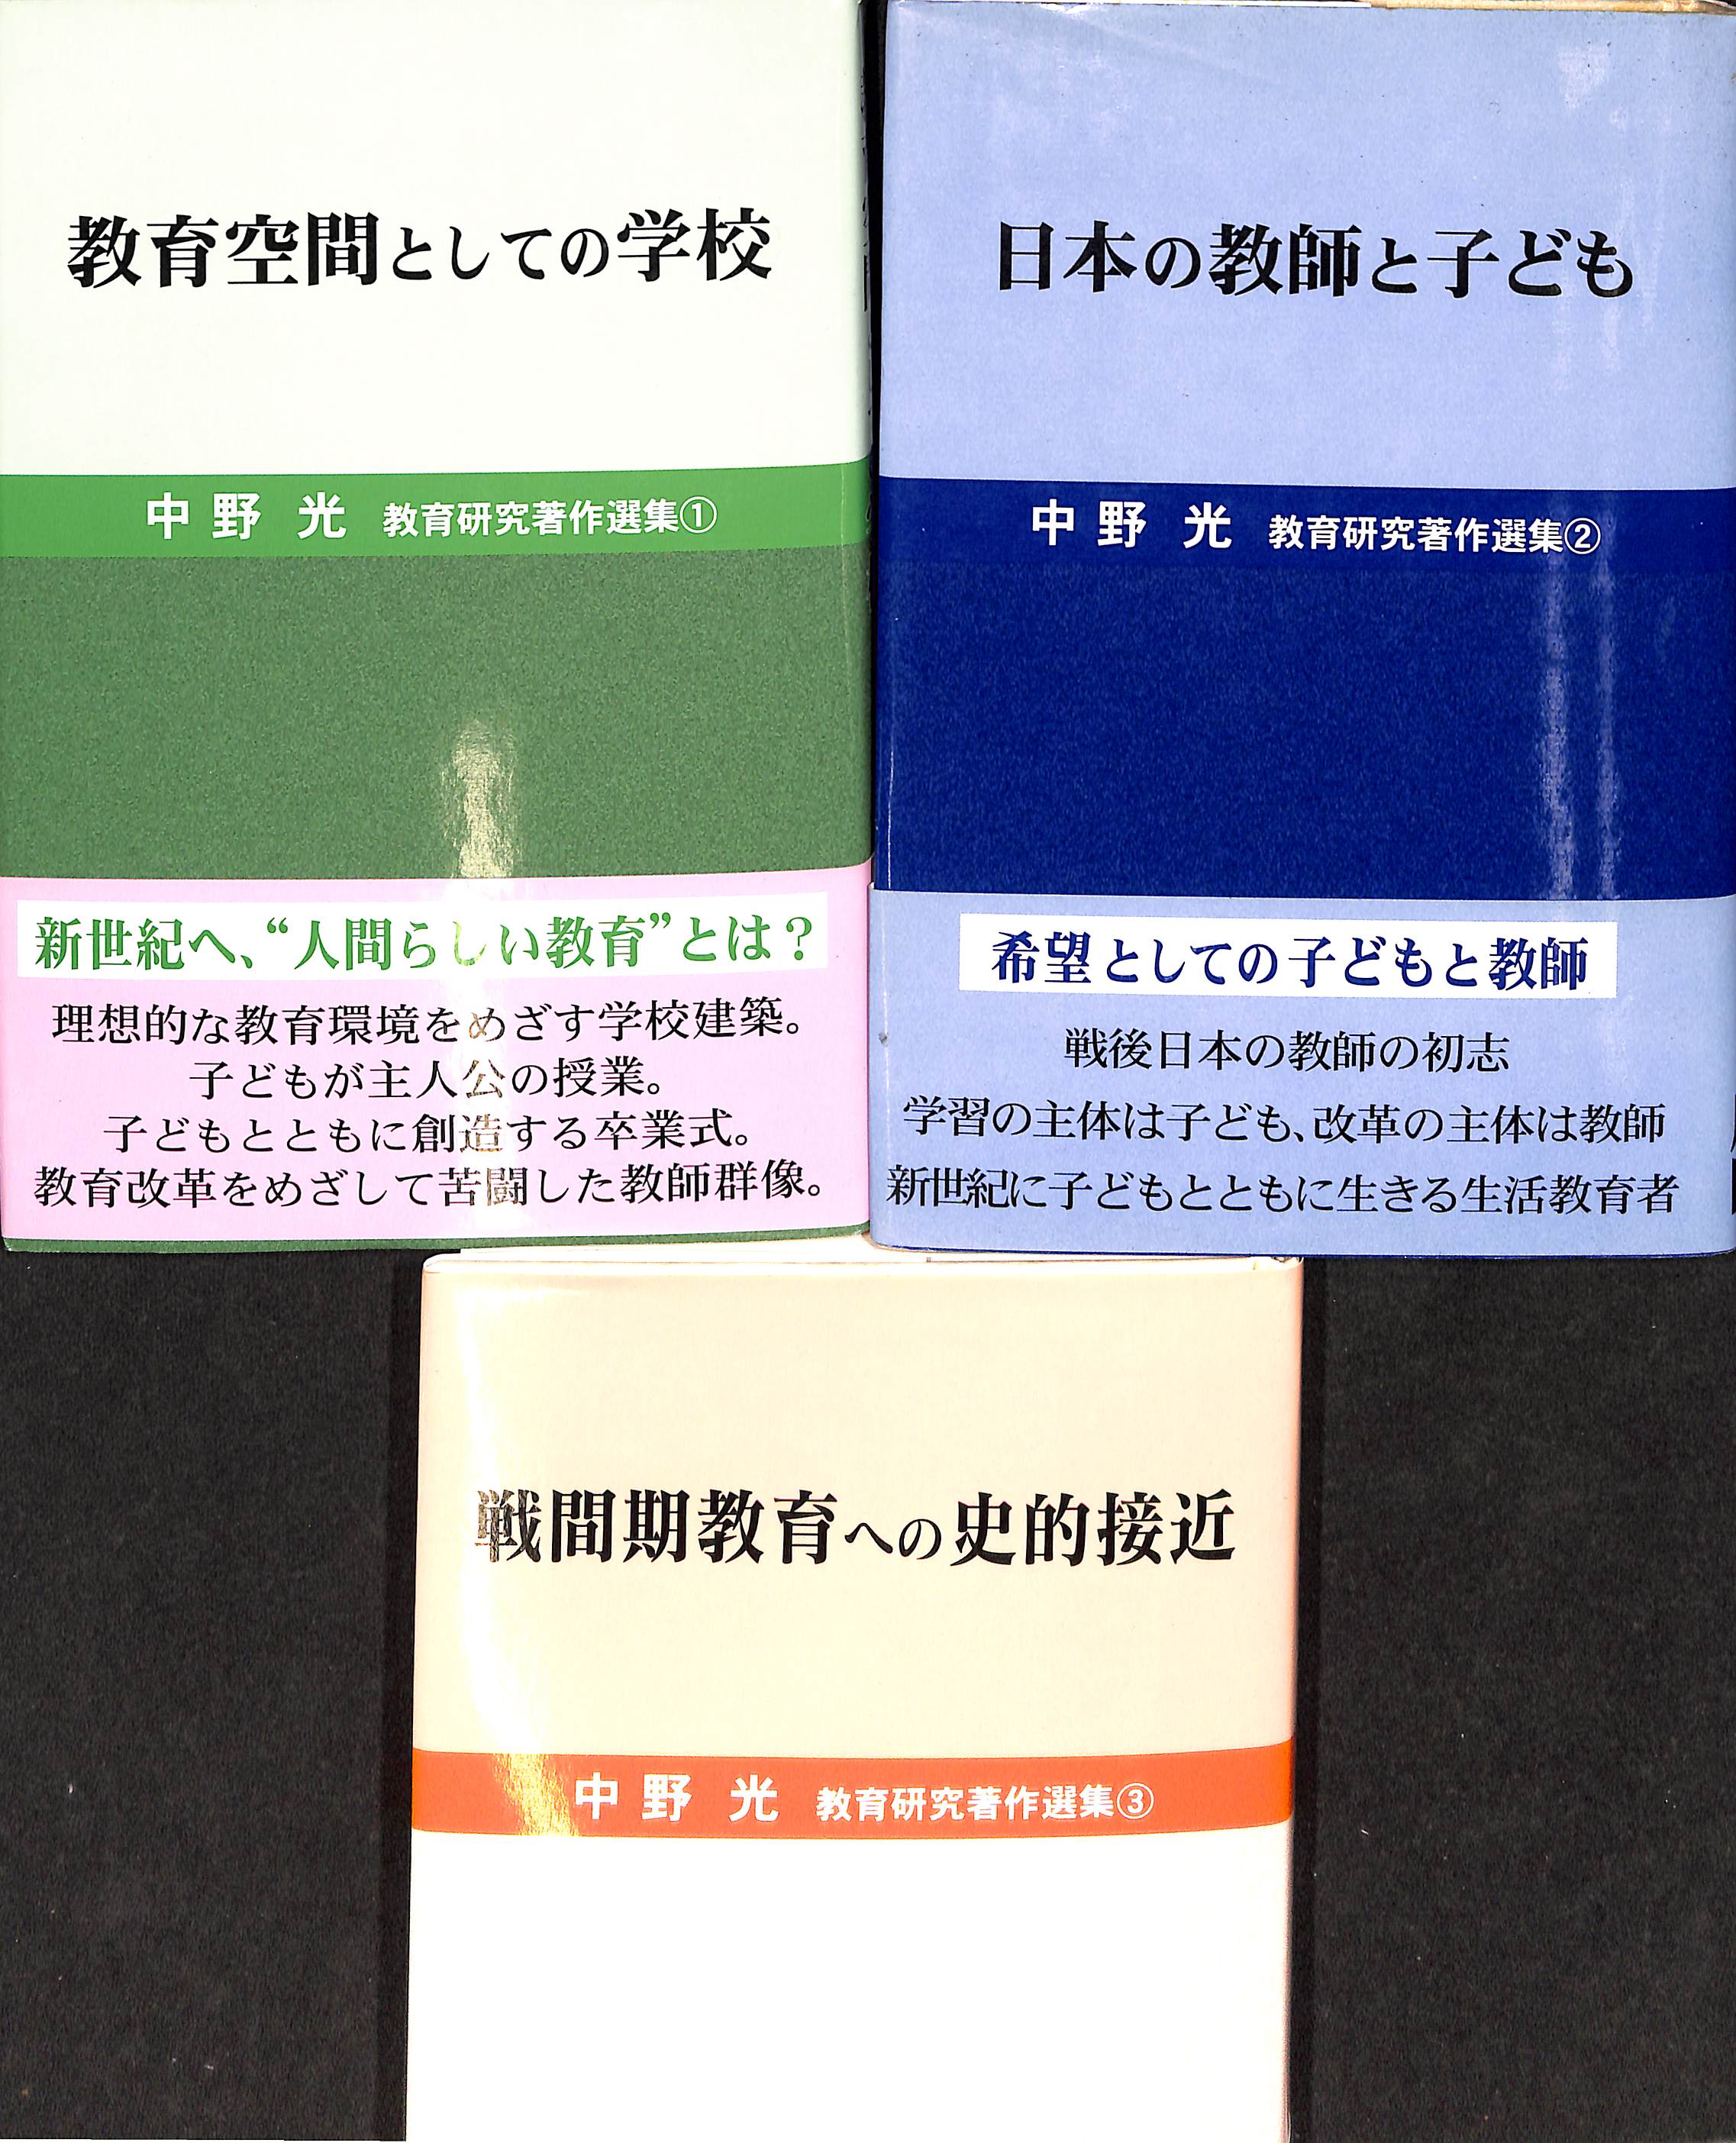 教育空間としての学校
中野 光 教育研究著作選集①
新世紀へ、“人間らしい教育”とは？
理想的な教育環境をめざす学校建築。
子どもが主人公の授業。
子どもとともに創造する卒業式。
教育改革をめざして苦闘した教師群像。
日本の教師と子ども
中野 光 教育研究著作選集②
希望としての子どもと教師
戦後日本の教師の初志
学習の主体は子ども、改革の主体は教師
新世紀に子どもとともに生きる生活教育者
戦間期教育への史的接近
中野 光 教育研究著作選集③